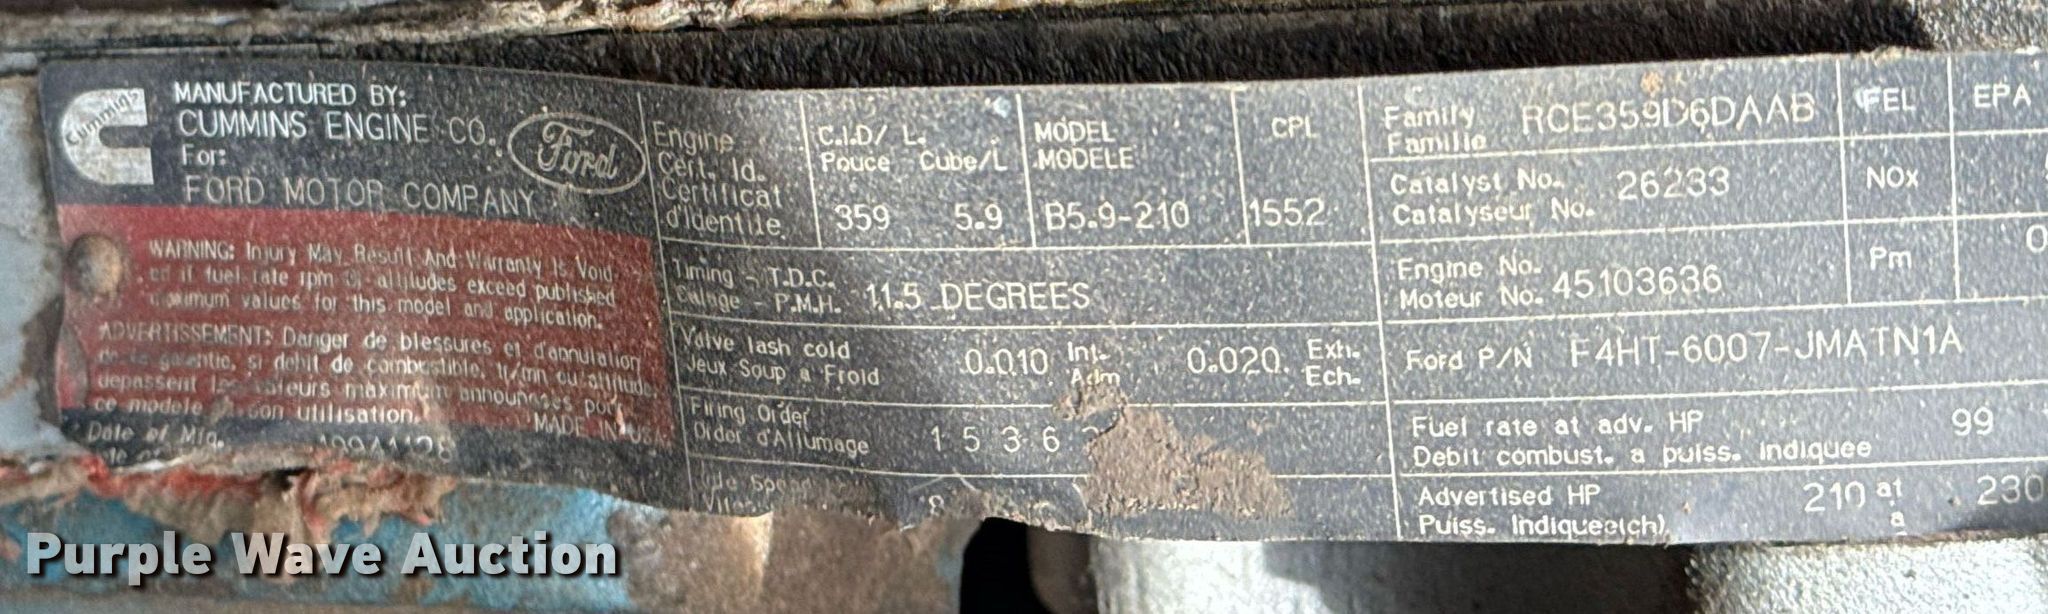 Cummins
MANUFACTURED BY:
CUMMINS ENGINE CO.
For:
FORD MOTOR COMPANY
Ford
WARNING: Injury May Result And Warranty Is Void
ed if fuel rate rpm or altitudes exceed published
maximum values for this model and application.
ADVERTISSEMENT: Danger de blessures et d'annulation
garantie, si debit de combustible, tr/mn ou altitude
depassent les valeurs maximum annoncees pour
ce modele utilisation.
MADE IN U.S.A.
Date of Mfg.
Engine
Cert. Id.
Certificat
d'Identite.
C.I.D/ L.
Pouce Cube/L
359 5.9
MODEL
MODELE
B5.9-210
CPL
1552
Timing - T.D.C.
Calage - P.M.H. 11.5 DEGREES
Valve lash cold
Jeux Soup a Froid
0.010 Int.
Adm
0.020. Exh.
Ech.
Firing Order
Order d'Allumage
1 5 3 6
Idle Speed
8
Family
Famille
RCE359D6DAAB
Catalyst No.
Catalyseur No.
26233
Engine No.
Moteur No. 45103636
Ford P/N F4HT-6007-JMATN1A
Fuel rate at adv. HP
Debit combust. a puiss. indiquee
99
Advertised HP
Puiss. Indiquee(ch)
210 at
a
230
FEL EPA
NOx
Pm 0
Purple Wave Auction